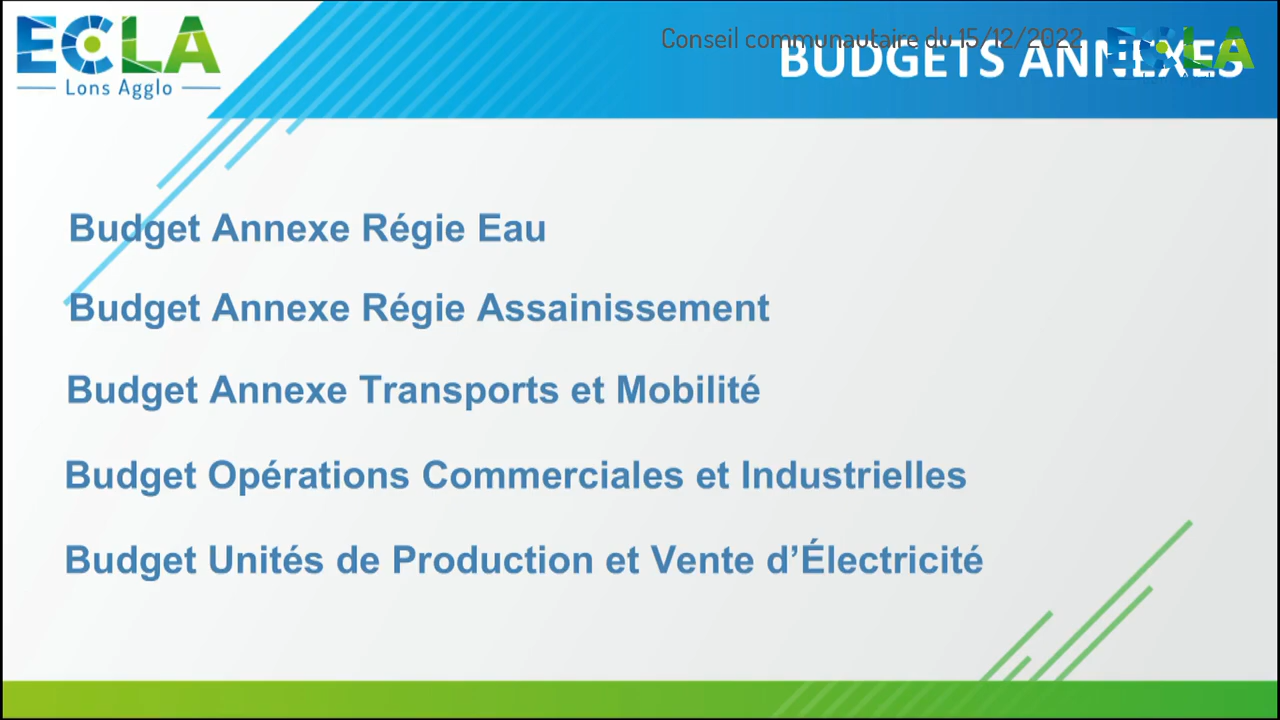 ECLA
Lons Agglo
Conseil communautaire du 15/12/2022
BUDGETS ANNEXES
ECLA
Budget Annexe Régie Eau
Budget Annexe Régie Assainissement
Budget Annexe Transports et Mobilité
Budget Opérations Commerciales et Industrielles
Budget Unités de Production et Vente d’Électricité